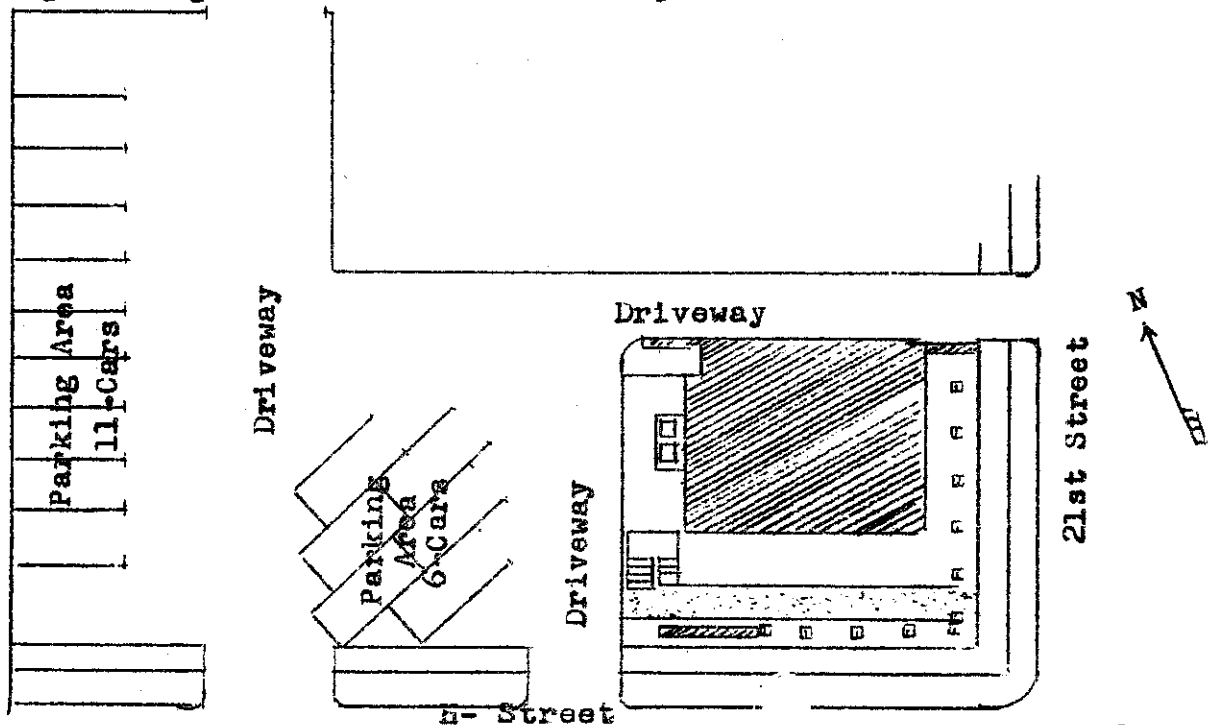 Parking Area
11-Cars
Driveway
Parking
Area
6-Cars
Driveway
Driveway
21st Street
N
Street